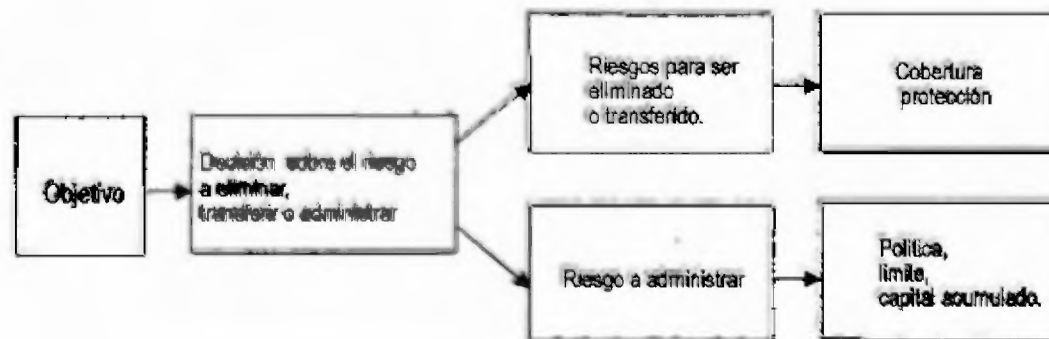 Objetivo
Decisión sobre el riesgo
a eliminar,
transferir o administrar
Riesgos para ser
eliminado
o transferido.
Cobertura
protección
Riesgo a administrar
Política,
limite,
capital acumulado.